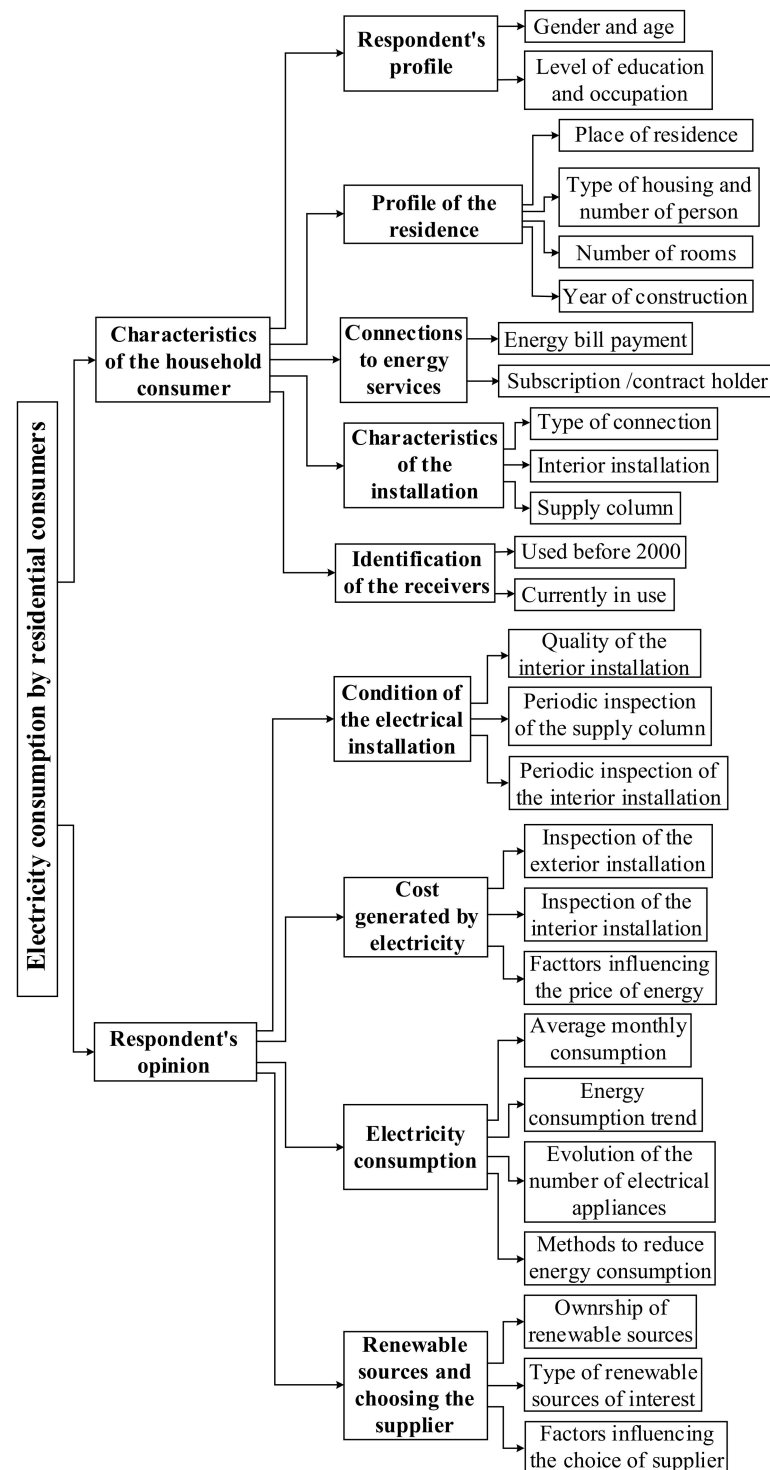 Electricity consumption by residential consumers
Characteristics
of the household
consumer
Respondent's
profile
Gender and age
Level of education
and occupation
Profile of the
residence
Place of residence
Type of housing and
number of person
Number of rooms
Year of construction
Connections
to energy
services
Energy bill payment
Subscription /contract holder
Characteristics
of the
installation
Type of connection
Interior installation
Supply column
Identification
of the receivers
Used before 2000
Currently in use
Respondent's
opinion
Condition of
the electrical
installation
Quality of the
interior installation
Periodic inspection
of the supply column
Periodic inspection of
the interior installation
Cost
generated by
electricity
Inspection of the
exterior installation
Inspection of the
interior installation
Facttors influencing
the price of energy
Electricity
consumption
Average monthly
consumption
Energy
consumption trend
Evolution of the
number of electrical
appliances
Methods to reduce
energy consumption
Renewable
sources and
choosing the
supplier
Ownrship of
renewable sources
Type of renewable
sources of interest
Factors influencing
the choice of supplier